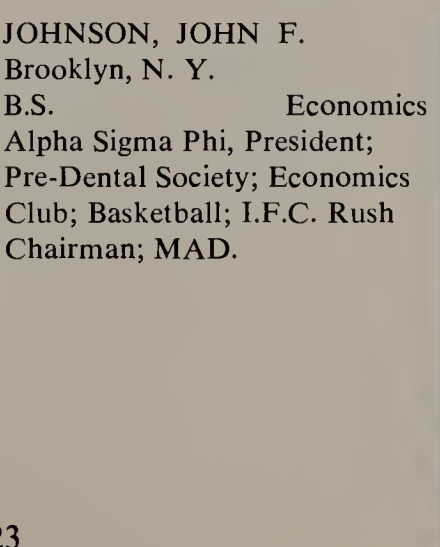 JOHNSON, JOHN F.
Brooklyn, N. Y.
B.S. Economics
Alpha Sigma Phi, President;
Pre-Dental Society; Economics
Club; Basketball; I.F.C. Rush
Chairman; MAD.
23